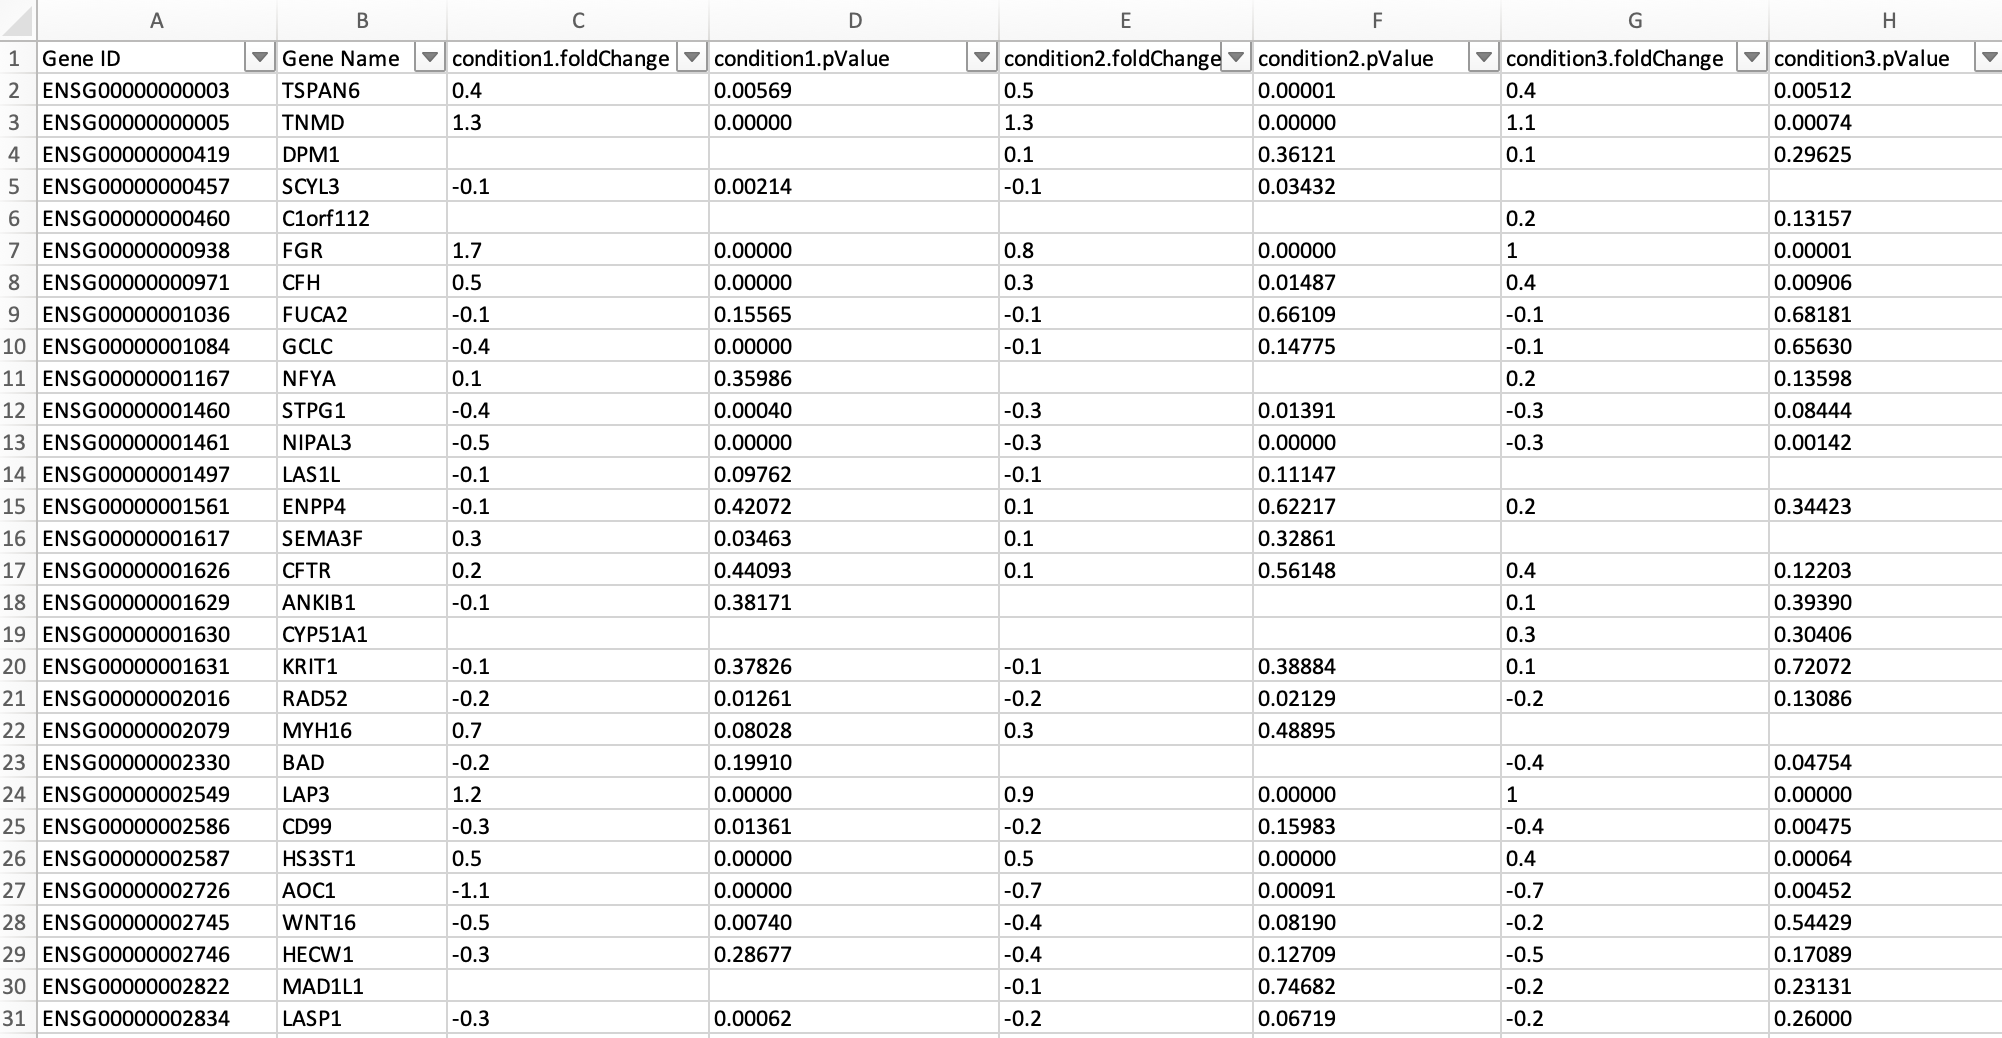 A B C D E F G H
1 Gene ID Gene Name condition1.foldChange condition1.pValue condition2.foldChange condition2.pValue condition3.foldChange condition3.pValue
2 ENSG00000000003 TSPAN6 0.4 0.00569 0.5 0.00001 0.4 0.00512
3 ENSG00000000005 TNMD 1.3 0.00000 1.3 0.00000 1.1 0.00074
4 ENSG00000000419 DPM1 0.1 0.36121 0.1 0.29625
5 ENSG00000000457 SCYL3 -0.1 0.00214 -0.1 0.03432
6 ENSG00000000460 C1orf112 0.2 0.13157
7 ENSG00000000938 FGR 1.7 0.00000 0.8 0.00000 1 0.00001
8 ENSG00000000971 CFH 0.5 0.00000 0.3 0.01487 0.4 0.00906
9 ENSG00000001036 FUCA2 -0.1 0.15565 -0.1 0.66109 -0.1 0.68181
10 ENSG00000001084 GCLC -0.4 0.00000 -0.1 0.14775 -0.1 0.65630
11 ENSG00000001167 NFYA 0.1 0.35986 0.2 0.13598
12 ENSG00000001460 STPG1 -0.4 0.00040 -0.3 0.01391 -0.3 0.08444
13 ENSG00000001461 NIPAL3 -0.5 0.00000 -0.3 0.00000 -0.3 0.00142
14 ENSG00000001497 LAS1L -0.1 0.09762 -0.1 0.11147
15 ENSG00000001561 ENPP4 -0.1 0.42072 0.1 0.62217 0.2 0.34423
16 ENSG00000001617 SEMA3F 0.3 0.03463 0.1 0.32861
17 ENSG00000001626 CFTR 0.2 0.44093 0.1 0.56148 0.4 0.12203
18 ENSG00000001629 ANKIB1 -0.1 0.38171 0.1 0.39390
19 ENSG00000001630 CYP51A1 0.3 0.30406
20 ENSG00000001631 KRIT1 -0.1 0.37826 -0.1 0.38884 0.1 0.72072
21 ENSG00000002016 RAD52 -0.2 0.01261 -0.2 0.02129 -0.2 0.13086
22 ENSG00000002079 MYH16 0.7 0.08028 0.3 0.48895
23 ENSG00000002330 BAD -0.2 0.19910 -0.4 0.04754
24 ENSG00000002549 LAP3 1.2 0.00000 0.9 0.00000 1 0.00000
25 ENSG00000002586 CD99 -0.3 0.01361 -0.2 0.15983 -0.4 0.00475
26 ENSG00000002587 HS3ST1 0.5 0.00000 0.5 0.00000 0.4 0.00064
27 ENSG00000002726 AOC1 -1.1 0.00000 -0.7 0.00091 -0.7 0.00452
28 ENSG00000002745 WNT16 -0.5 0.00740 -0.4 0.08190 -0.2 0.54429
29 ENSG00000002746 HECW1 -0.3 0.28677 -0.4 0.12709 -0.5 0.17089
30 ENSG00000002822 MAD1L1 -0.1 0.74682 -0.2 0.23131
31 ENSG00000002834 LASP1 -0.3 0.00062 -0.2 0.06719 -0.2 0.26000